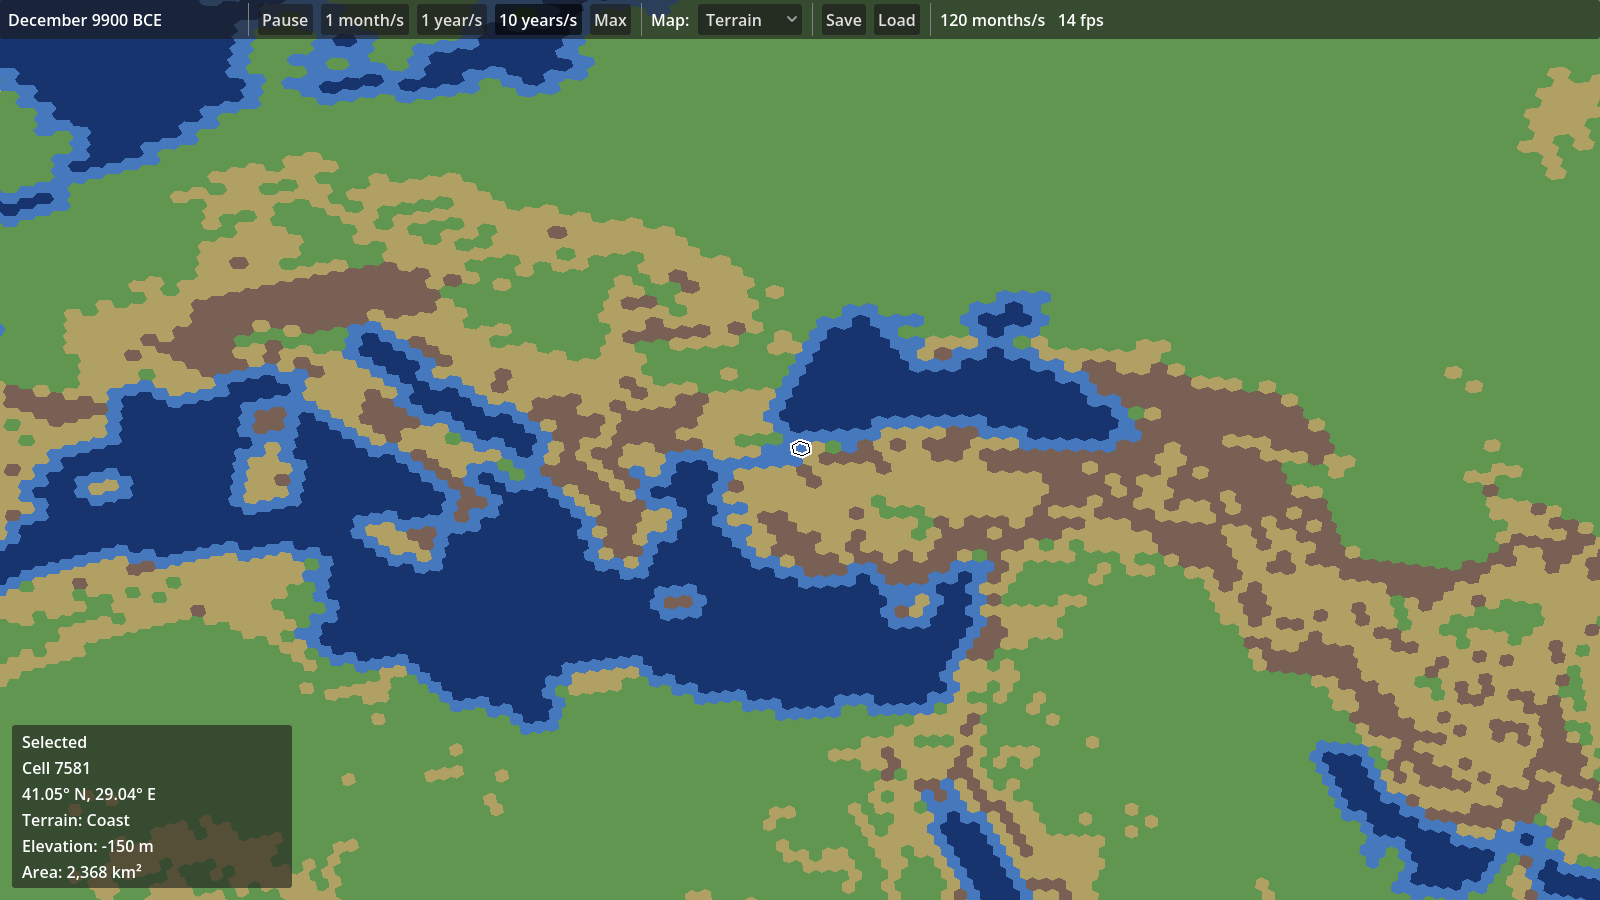 December 9900 BCE Pause 1 month/s 1 year/s 10 years/s Max Map: Terrain Save Load 120 months/s 14 fps
Selected
Cell 7581
41.05° N, 29.04° E
Terrain: Coast
Elevation: -150 m
Area: 2,368 km²